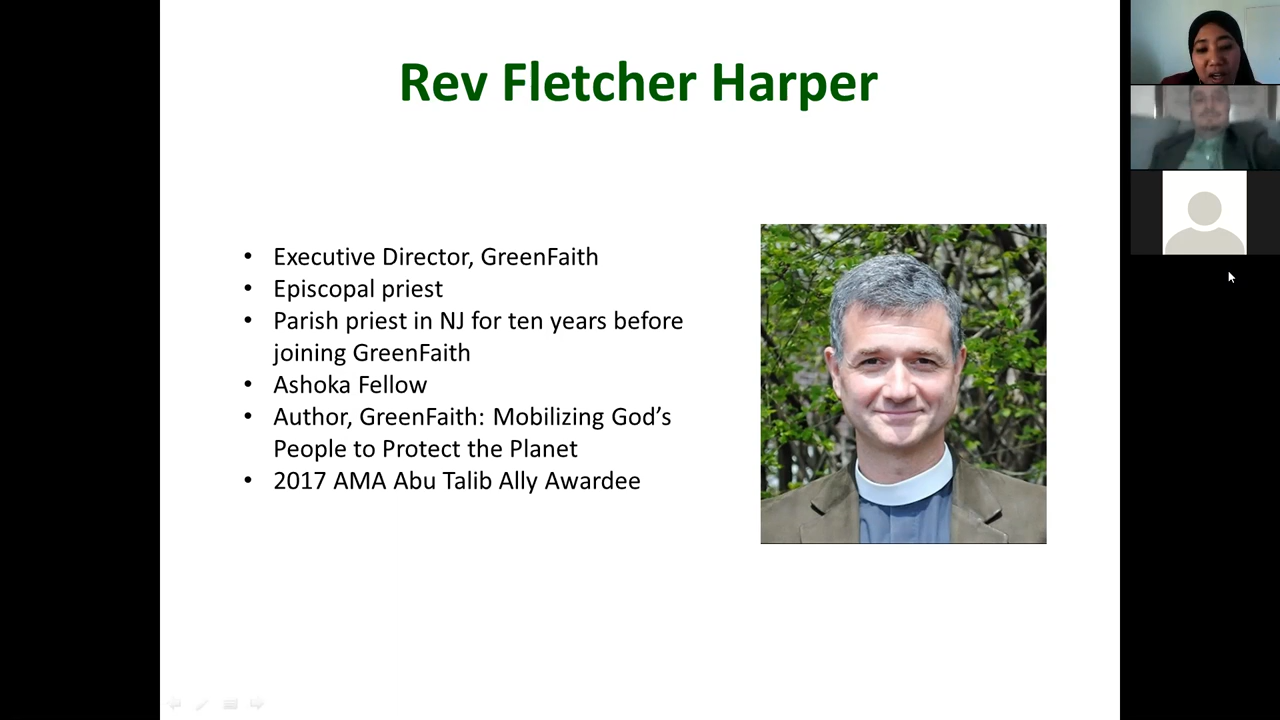 Rev Fletcher Harper
• Executive Director, GreenFaith
• Episcopal priest
• Parish priest in NJ for ten years before
joining GreenFaith
• Ashoka Fellow
• Author, GreenFaith: Mobilizing God’s
People to Protect the Planet
• 2017 AMA Abu Talib Ally Awardee